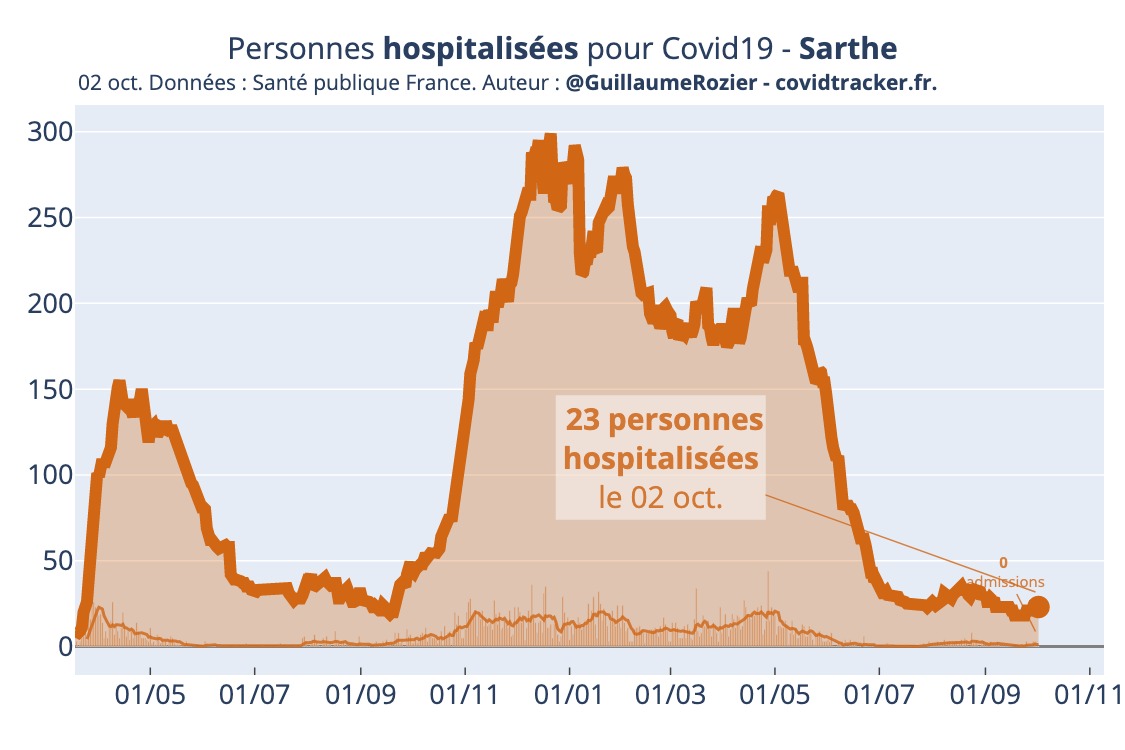 Personnes hospitalisées pour Covid19 - Sarthe
02 oct. Données : Santé publique France. Auteur : @GuillaumeRozier - covidtracker.fr.
300
250
200
150
100
50
0
23 personnes
hospitalisées
le 02 oct.
0
admissions
01/05 01/07 01/09 01/11 01/01 01/03 01/05 01/07 01/09 01/11